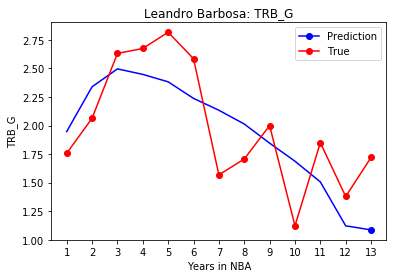 Leandro Barbosa: TRB_G
Prediction
True
2.75
2.50
2.25
2.00
1.75
1.50
1.25
1.00
TRB_G
1 2 3 4 5 6 7 8 9 10 11 12 13
Years in NBA